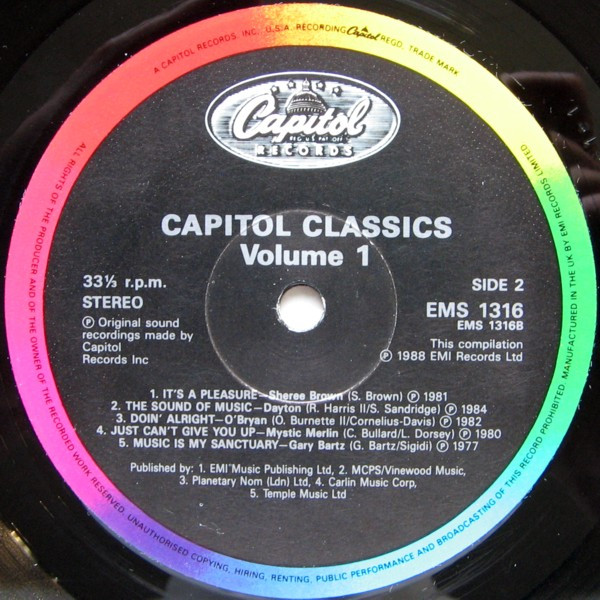 A CAPITOL RECORDS, INC. U.S.A. RECORDING Capitol REGD. TRADE MARK
MANUFACTURED IN THE UK BY EMI RECORDS LIMITED
ALL RIGHTS OF THE PRODUCER AND OF THE OWNER OF THE RECORDED WORK RESERVED. UNAUTHORISED COPYING, HIRING, RENTING, PUBLIC PERFORMANCE AND BROADCASTING OF THIS RECORD PROHIBITED.
Capitol
REG US PAT OFF
RECORDS
CAPITOL CLASSICS
Volume 1
33⅓ r.p.m.
STEREO
Ⓟ Original sound
recordings made by
Capitol
Records Inc
SIDE 2
EMS 1316
EMS 1316B
This compilation
Ⓟ 1988 EMI Records Ltd
1. IT'S A PLEASURE—Sheree Brown (S. Brown) Ⓟ 1981
2. THE SOUND OF MUSIC—Dayton (R. Harris II/S. Sandridge) Ⓟ 1984
3. DOIN' ALRIGHT—O'Bryan (O. Burnette II/Cornelius-Davis) Ⓟ 1982
4. JUST CAN'T GIVE YOU UP—Mystic Merlin (C. Bullard/L. Dorsey) Ⓟ 1980
5. MUSIC IS MY SANCTUARY—Gary Bartz (G. Bartz/Sigidi) Ⓟ 1977
Published by: 1. EMI Music Publishing Ltd, 2. MCPS/Vinewood Music,
3. Planetary Nom (Ldn) Ltd, 4. Carlin Music Corp,
5. Temple Music Ltd